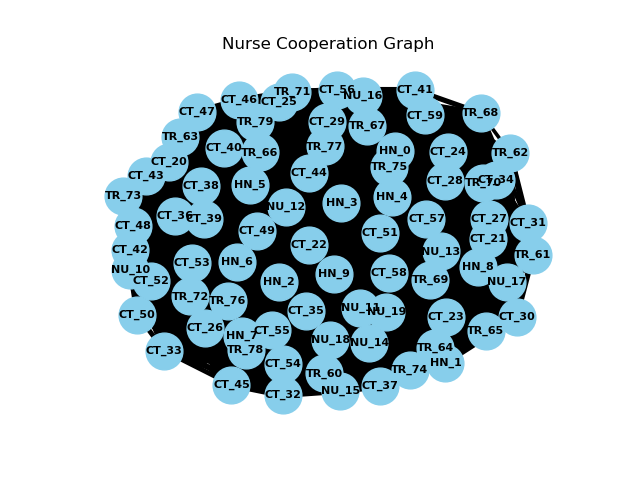 Nurse Cooperation Graph
TR_71
CT_56
NU_16
CT_41
CT_46
CT_25
CT_47
CT_59
TR_68
TR_79
CT_29
TR_67
TR_63
CT_40
TR_66
TR_77
HN_0
CT_24
TR_62
CT_20
TR_75
CT_43
CT_44
CT_28
TR_70
CT_34
CT_38
HN_5
TR_73
HN_4
NU_12
HN_3
CT_36
CT_39
CT_57
CT_27
CT_31
CT_48
CT_49
CT_51
CT_21
CT_42
CT_22
NU_13
TR_61
NU_10
CT_53
HN_6
HN_8
CT_52
HN_2
HN_9
CT_58
TR_69
NU_17
TR_72
TR_76
CT_50
CT_35
NU_11
NU_19
CT_23
CT_30
CT_26
HN_7
CT_55
TR_65
CT_33
TR_78
NU_18
NU_14
TR_64
CT_54
HN_1
TR_60
TR_74
CT_45
CT_32
NU_15
CT_37